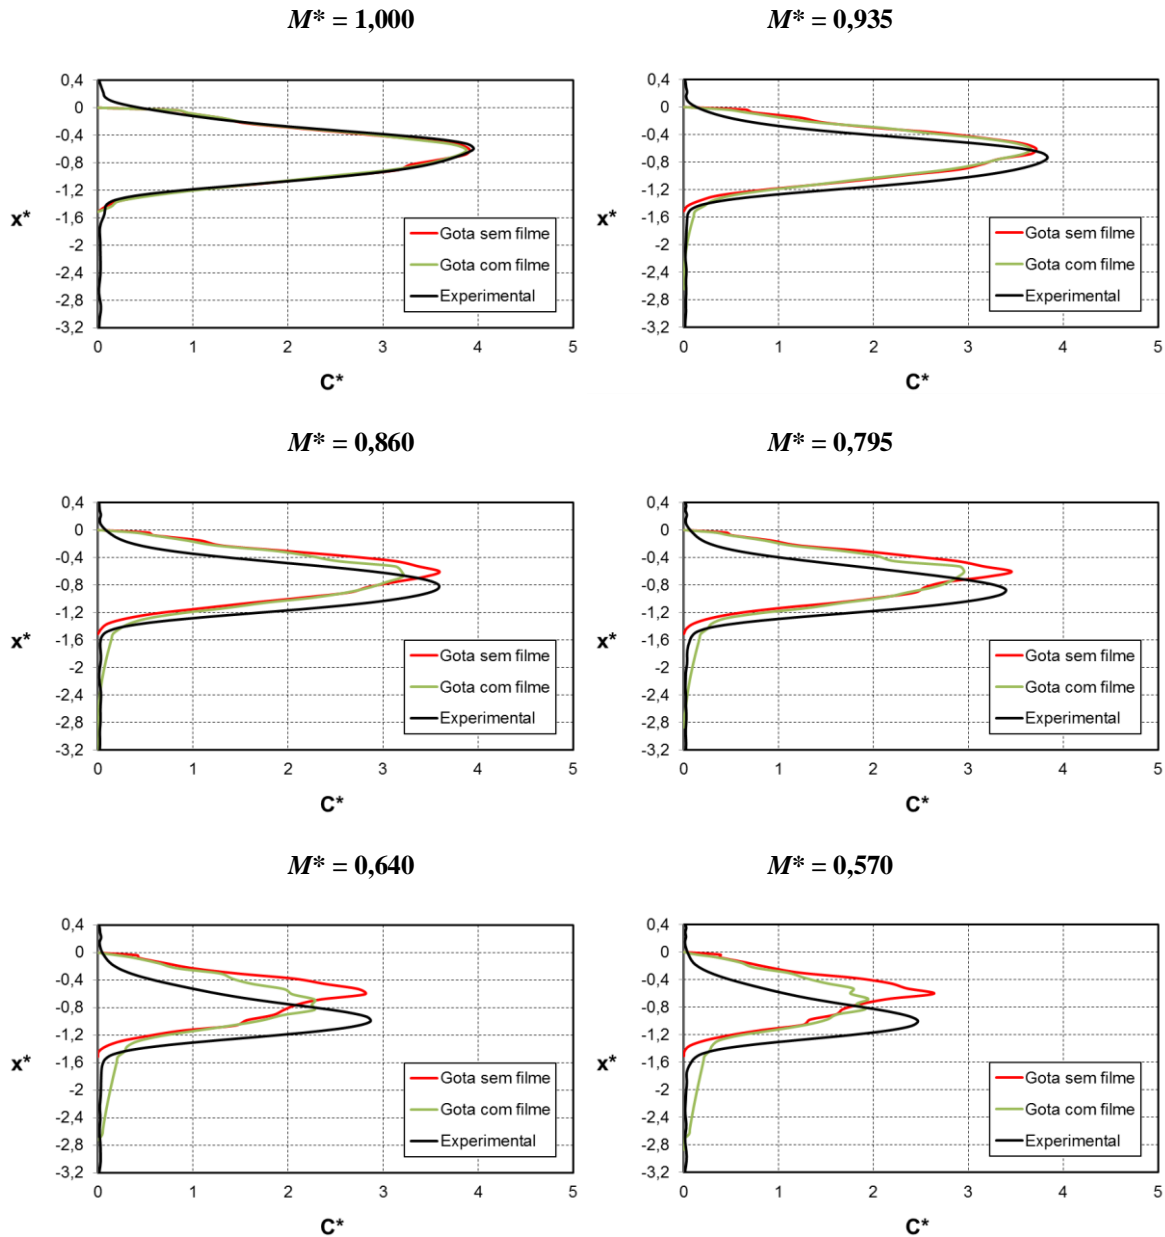 M* = 1,000
M* = 0,935
0,4
0
-0,4
-0,8
-1,2
-1,6
-2
-2,4
-2,8
-3,2
x*
Gota sem filme
Gota com filme
Experimental
0 1 2 3 4 5
C*
0,4
0
-0,4
-0,8
-1,2
-1,6
-2
-2,4
-2,8
-3,2
x*
Gota sem filme
Gota com filme
Experimental
0 1 2 3 4 5
C*
M* = 0,860
M* = 0,795
0,4
0
-0,4
-0,8
-1,2
-1,6
-2
-2,4
-2,8
-3,2
x*
Gota sem filme
Gota com filme
Experimental
0 1 2 3 4 5
C*
0,4
0
-0,4
-0,8
-1,2
-1,6
-2
-2,4
-2,8
-3,2
x*
Gota sem filme
Gota com filme
Experimental
0 1 2 3 4 5
C*
M* = 0,640
M* = 0,570
0,4
0
-0,4
-0,8
-1,2
-1,6
-2
-2,4
-2,8
-3,2
x*
Gota sem filme
Gota com filme
Experimental
0 1 2 3 4 5
C*
0,4
0
-0,4
-0,8
-1,2
-1,6
-2
-2,4
-2,8
-3,2
x*
Gota sem filme
Gota com filme
Experimental
0 1 2 3 4 5
C*